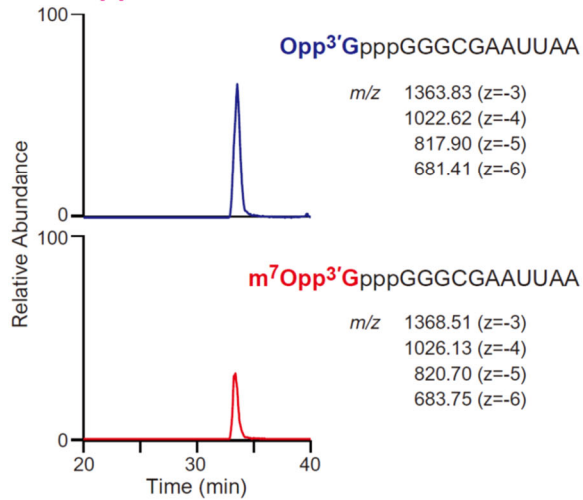 100
Opp3′GpppGGGCGAAUUAA
m/z 1363.83 (z=-3)
1022.62 (z=-4)
817.90 (z=-5)
681.41 (z=-6)
0
Relative Abundance
100
m7Opp3′GpppGGGCGAAUUAA
m/z 1368.51 (z=-3)
1026.13 (z=-4)
820.70 (z=-5)
683.75 (z=-6)
0
20 30 40
Time (min)